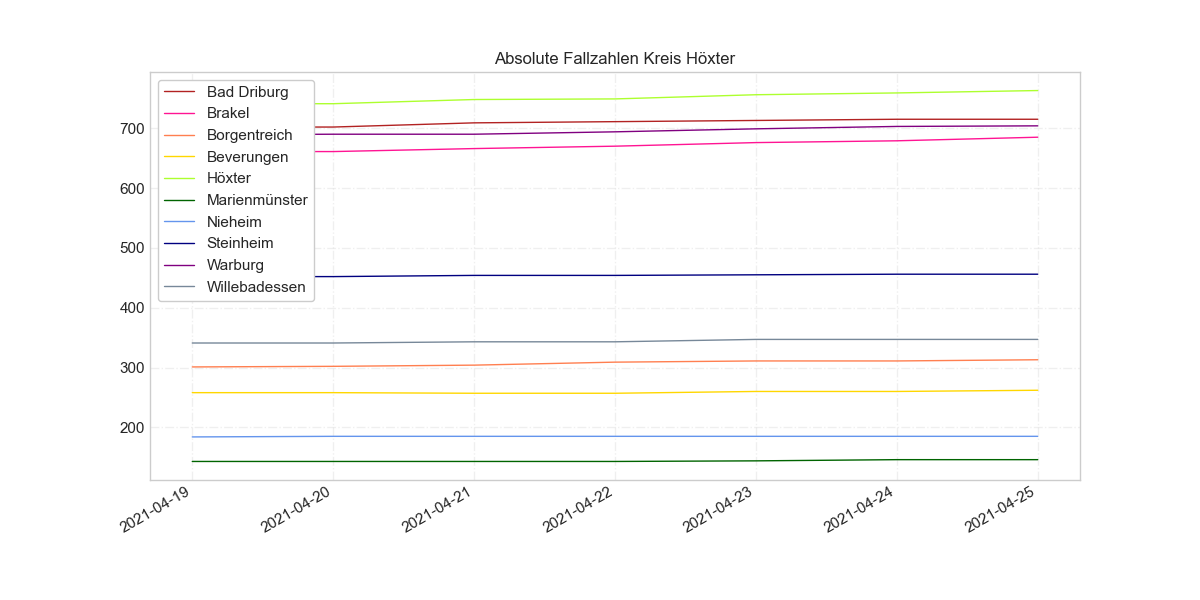 Absolute Fallzahlen Kreis Höxter
Bad Driburg
Brakel
Borgentreich
Beverungen
Höxter
Marienmünster
Nieheim
Steinheim
Warburg
Willebadessen
700
600
500
400
300
200
2021-04-19
2021-04-20
2021-04-21
2021-04-22
2021-04-23
2021-04-24
2021-04-25